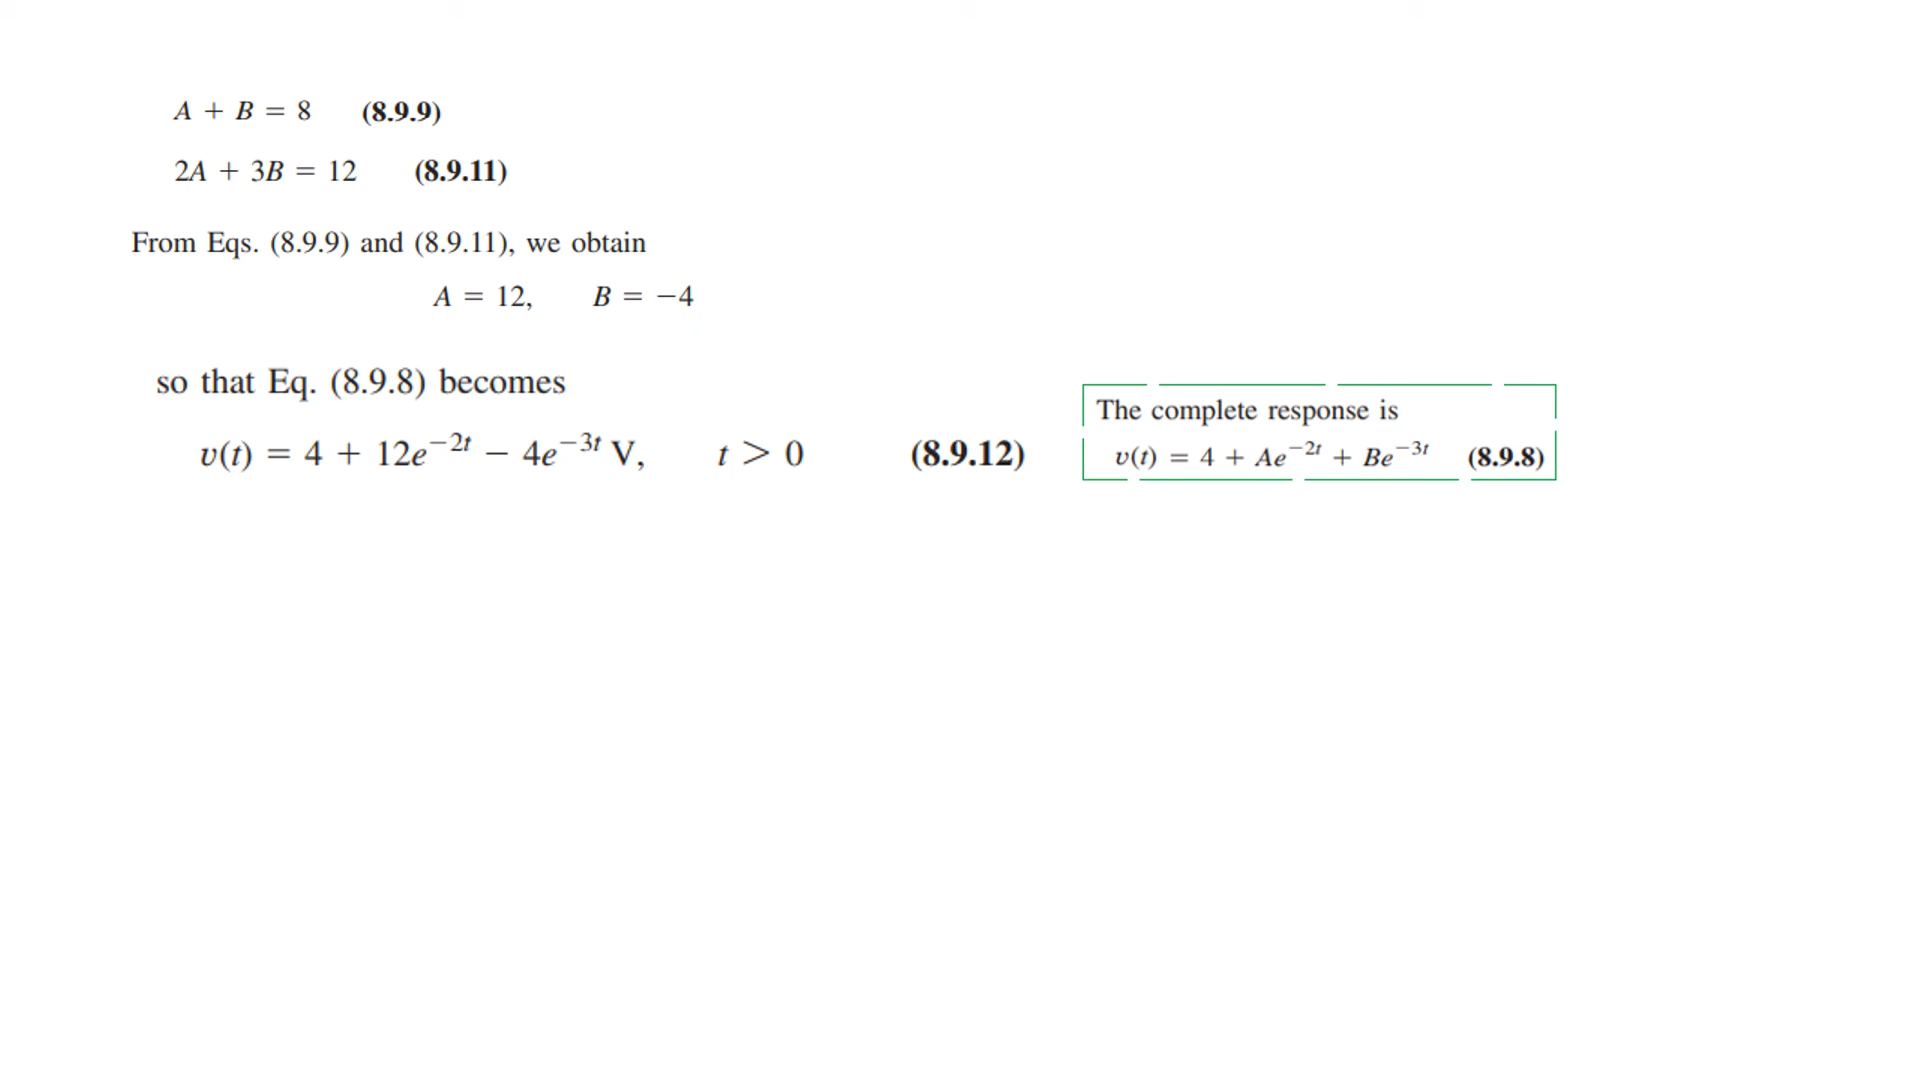 A + B = 8 (8.9.9)
2A + 3B = 12 (8.9.11)
From Eqs. (8.9.9) and (8.9.11), we obtain
A = 12, B = −4
so that Eq. (8.9.8) becomes
v(t) = 4 + 12e^{−2t} − 4e^{−3t} V, t > 0 (8.9.12)
The complete response is
v(t) = 4 + Ae^{−2t} + Be^{−3t} (8.9.8)